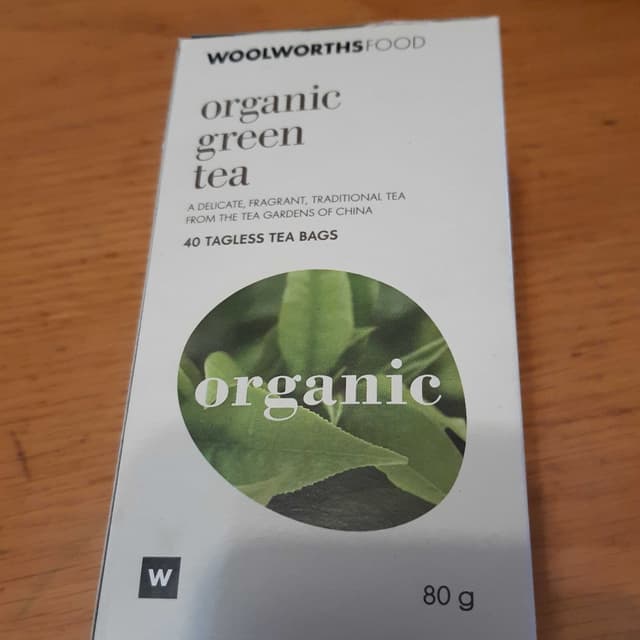 WOOLWORTHSFOOD
organic
green
tea
A DELICATE, FRAGRANT, TRADITIONAL TEA
FROM THE TEA GARDENS OF CHINA
40 TAGLESS TEA BAGS
organic
W
80 g